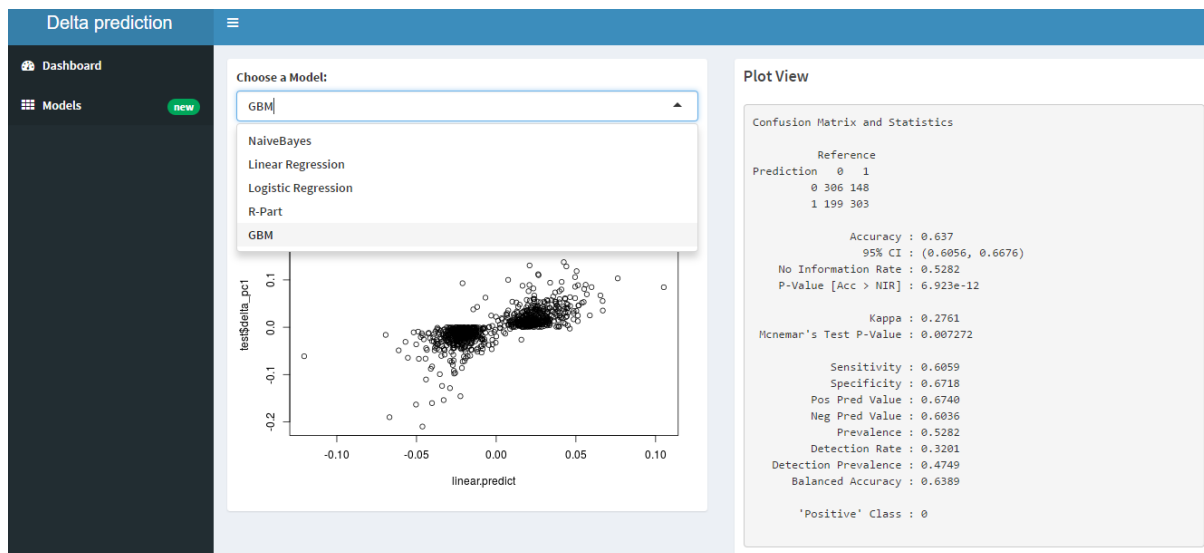 Delta prediction
Dashboard
Models new
Choose a Model:
GBM
NaiveBayes
Linear Regression
Logistic Regression
R-Part
GBM
test$delta_pc1
0.1
0.0
-0.1
-0.2
-0.10 -0.05 0.00 0.05 0.10
linear.predict
Plot View
Confusion Matrix and Statistics
Reference
Prediction 0 1
0 306 148
1 199 303
Accuracy : 0.637
95% CI : (0.6056, 0.6676)
No Information Rate : 0.5282
P-Value [Acc > NIR] : 6.923e-12
Kappa : 0.2761
Mcnemar's Test P-Value : 0.007272
Sensitivity : 0.6059
Specificity : 0.6718
Pos Pred Value : 0.6740
Neg Pred Value : 0.6036
Prevalence : 0.5282
Detection Rate : 0.3201
Detection Prevalence : 0.4749
Balanced Accuracy : 0.6389
'Positive' Class : 0